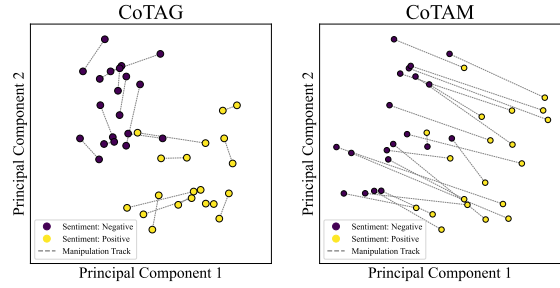 CoTAG
Principal Component 2
Sentiment: Negative
Sentiment: Positive
Manipulation Track
Principal Component 1
CoTAM
Principal Component 2
Sentiment: Negative
Sentiment: Positive
Manipulation Track
Principal Component 1